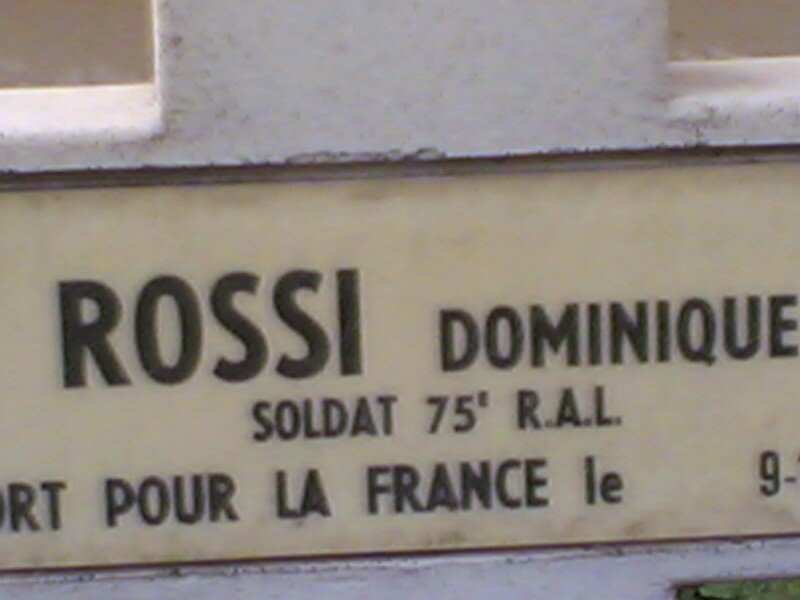 ROSSI DOMINIQUE
SOLDAT 75e R.A.L.
ORT POUR LA FRANCE le 9-